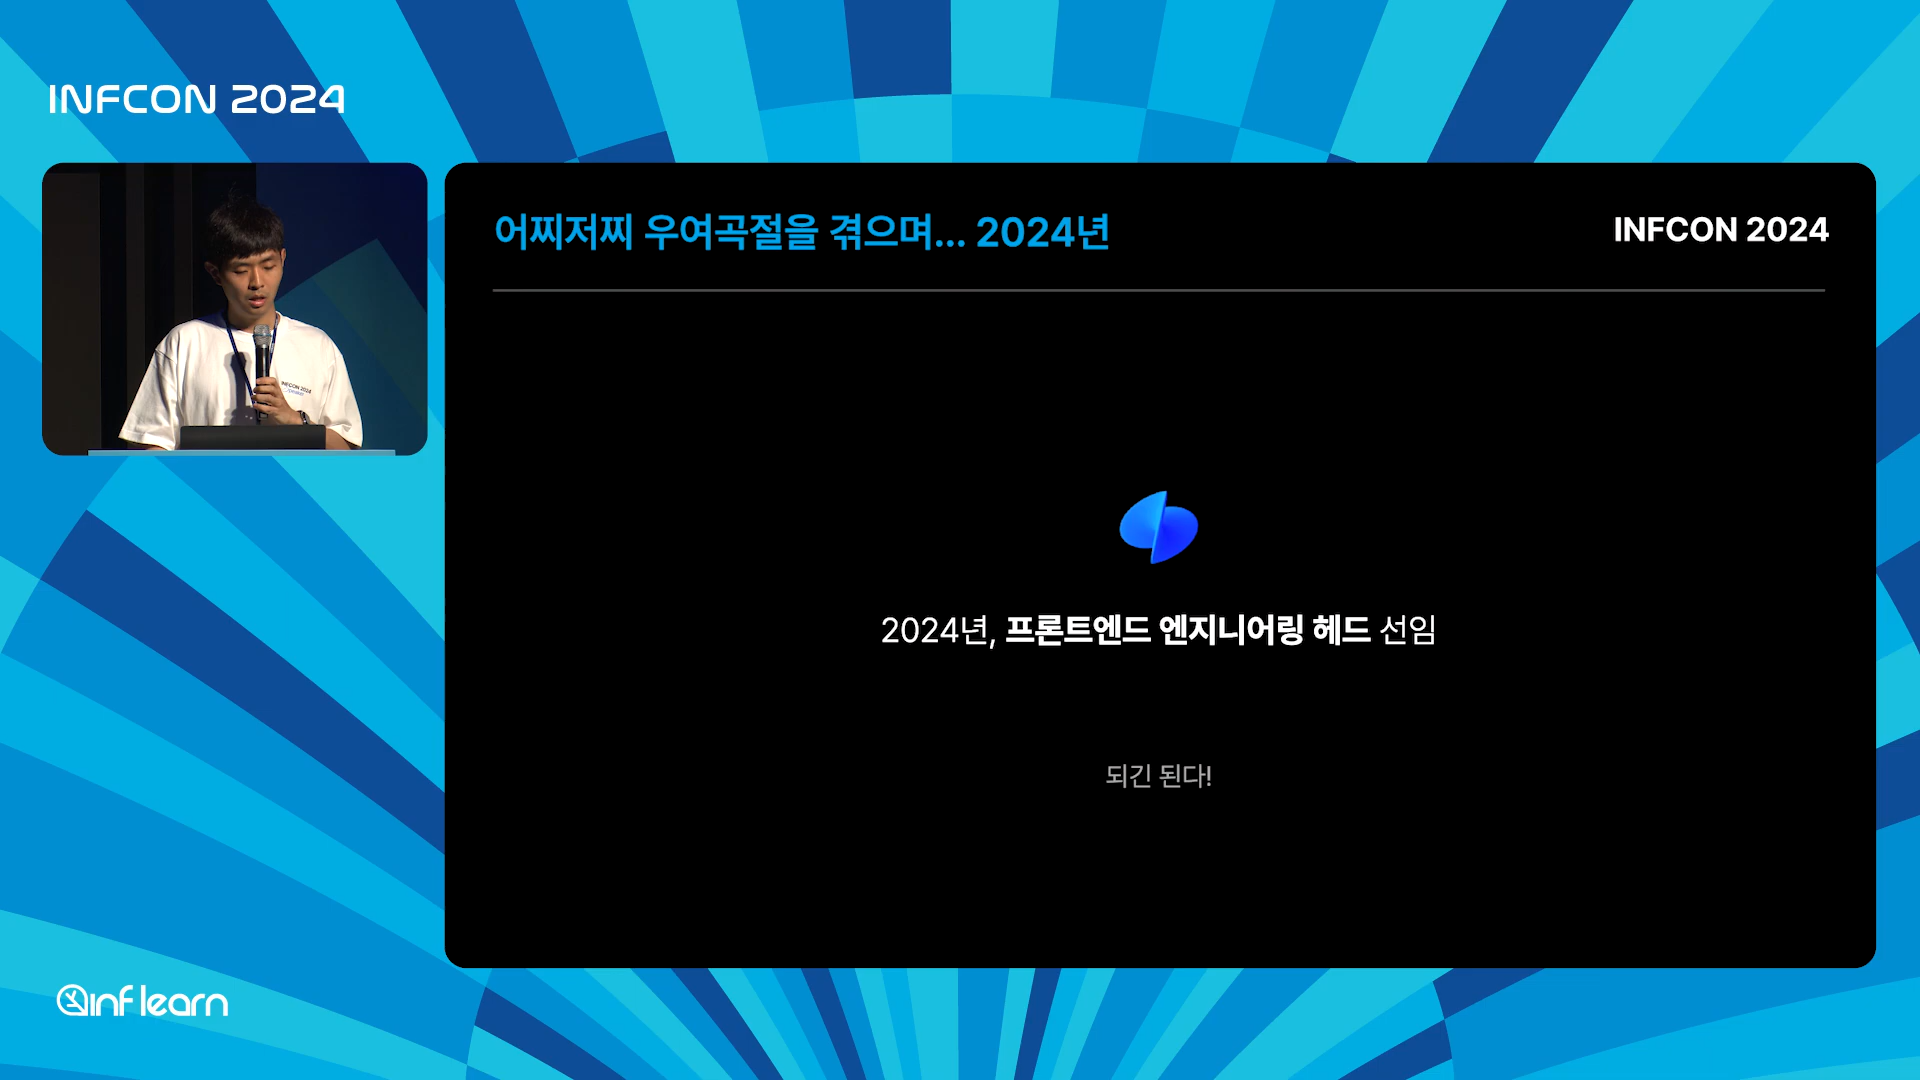 INFCON 2024
어찌저찌 우여곡절을 겪으며... 2024년
INFCON 2024
INFCON 2024
2024년, 프론트엔드 엔지니어링 헤드 선임
되긴 된다!
inflearn